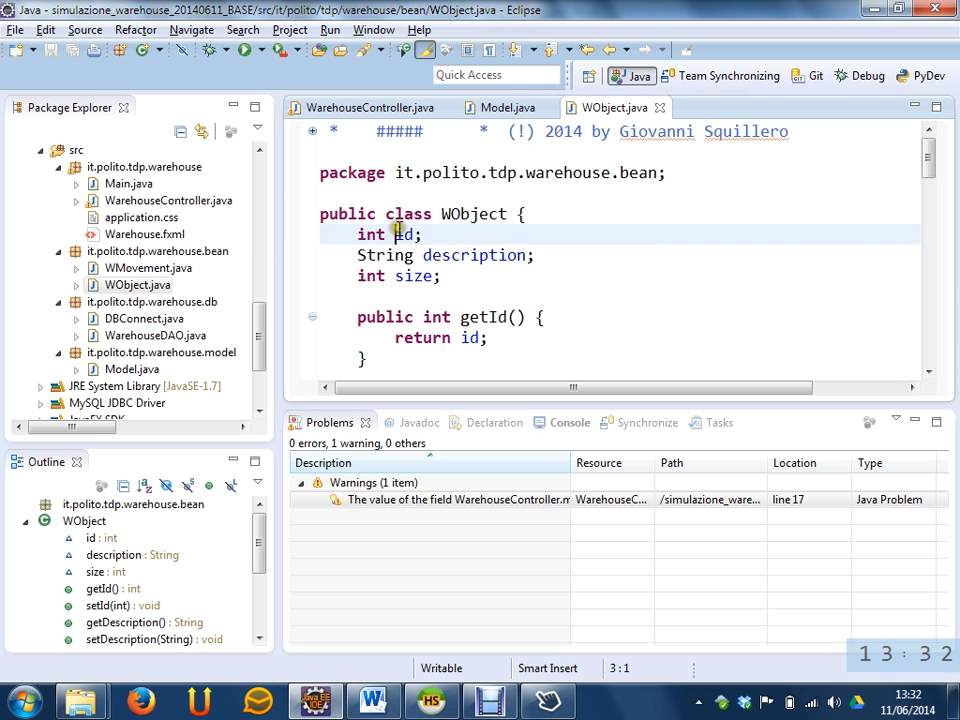 Java - simulazione_warehouse_20140611_BASE/src/it/polito/tdp/warehouse/bean/WObject.java - Eclipse
File Edit Source Refactor Navigate Search Project Run Window Help
Quick Access
Java Team Synchronizing Git Debug PyDev
Package Explorer
src
it.polito.tdp.warehouse
Main.java
WarehouseController.java
application.css
Warehouse.fxml
it.polito.tdp.warehouse.bean
WMovement.java
WObject.java
it.polito.tdp.warehouse.db
DBConnect.java
WarehouseDAO.java
it.polito.tdp.warehouse.model
Model.java
JRE System Library [JavaSE-1.7]
MySQL JDBC Driver
WarehouseController.java Model.java WObject.java
* ##### * (!) 2014 by Giovanni Squillero
package it.polito.tdp.warehouse.bean;
public class WObject {
int id;
String description;
int size;
public int getId() {
return id;
}
Outline
it.polito.tdp.warehouse.bean
WObject
id : int
description : String
size : int
getId() : int
setId(int) : void
getDescription() : String
setDescription(String) : void
Problems @ Javadoc Declaration Console Synchronize Tasks
0 errors, 1 warning, 0 others
Description Resource Path Location Type
Warnings (1 item)
The value of the field WarehouseController.m WarehouseC... /simulazione_ware... line 17 Java Problem
Writable Smart Insert 3 : 1
13:32
13:32
11/06/2014